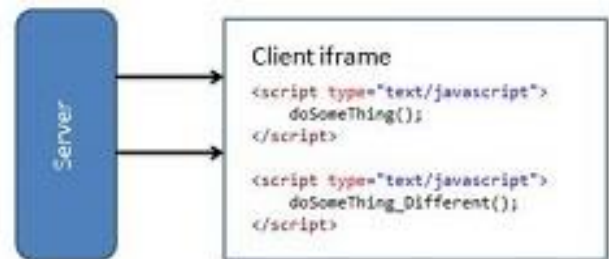 Server
Client iframe
<script type="text/javascript">
doSomeThing();
</script>
<script type="text/javascript">
doSomeThing_Different();
</script>